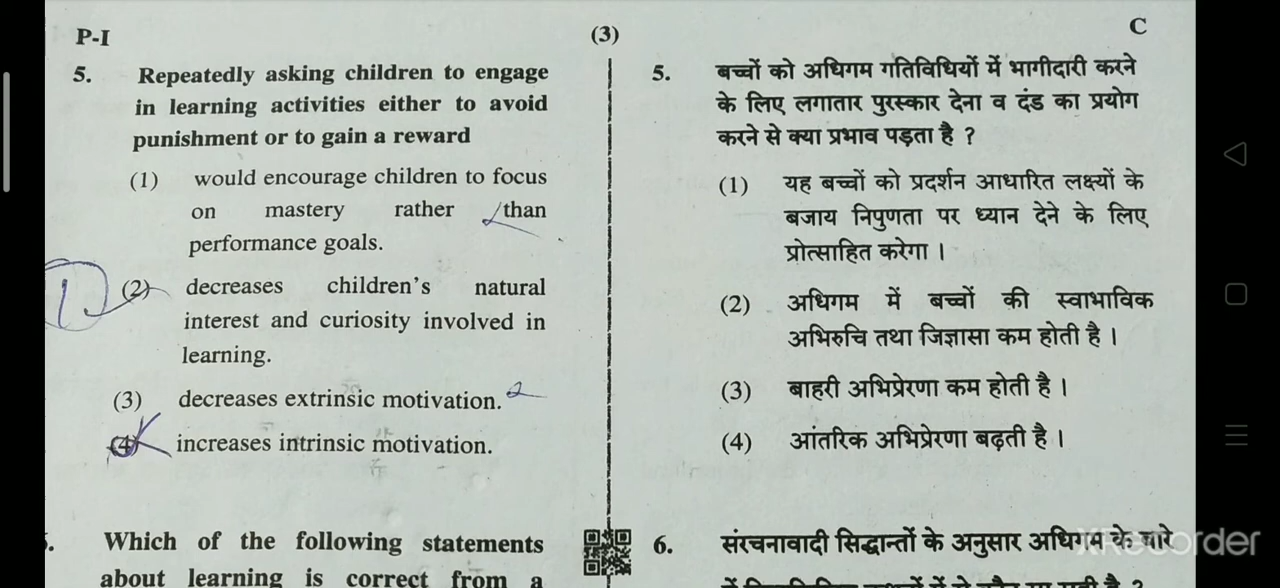 P-I
(3)
C
5. Repeatedly asking children to engage
in learning activities either to avoid
punishment or to gain a reward
(1) would encourage children to focus
on mastery rather than
performance goals.
(2) decreases children's natural
interest and curiosity involved in
learning.
(3) decreases extrinsic motivation. 2
(4) increases intrinsic motivation.
Which of the following statements
about learning is correct from a
5. बच्चों को अधिगम गतिविधियों में भागीदारी करने
के लिए लगातार पुरस्कार देना व दंड का प्रयोग
करने से क्या प्रभाव पड़ता है ?
(1) यह बच्चों को प्रदर्शन आधारित लक्ष्यों के
बजाय निपुणता पर ध्यान देने के लिए
प्रोत्साहित करेगा ।
(2) अधिगम में बच्चों की स्वाभाविक
अभिरुचि तथा जिज्ञासा कम होती है ।
(3) बाहरी अभिप्रेरणा कम होती है ।
(4) आंतरिक अभिप्रेरणा बढ़ती है ।
6. संरचनावादी सिद्धान्तों के अनुसार अधिगम के बारे
XRecorder